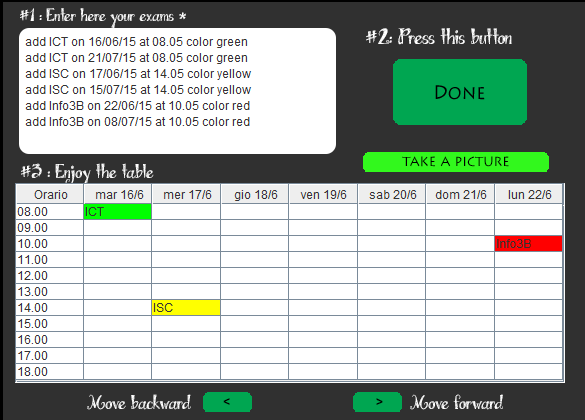 #1 : Enter here your exams *
add ICT on 16/06/15 at 08.05 color green
add ICT on 21/07/15 at 08.05 color green
add ISC on 17/06/15 at 14.05 color yellow
add ISC on 15/07/15 at 14.05 color yellow
add Info3B on 22/06/15 at 10.05 color red
add Info3B on 08/07/15 at 10.05 color red
#2: Press this button
DONE
TAKE A PICTURE
#3 : Enjoy the table
Orario mar 16/6 mer 17/6 gio 18/6 ven 19/6 sab 20/6 dom 21/6 lun 22/6
08.00 ICT
09.00
10.00 Info3B
11.00
12.00
13.00
14.00 ISC
15.00
16.00
17.00
18.00
Move backward < > Move forward